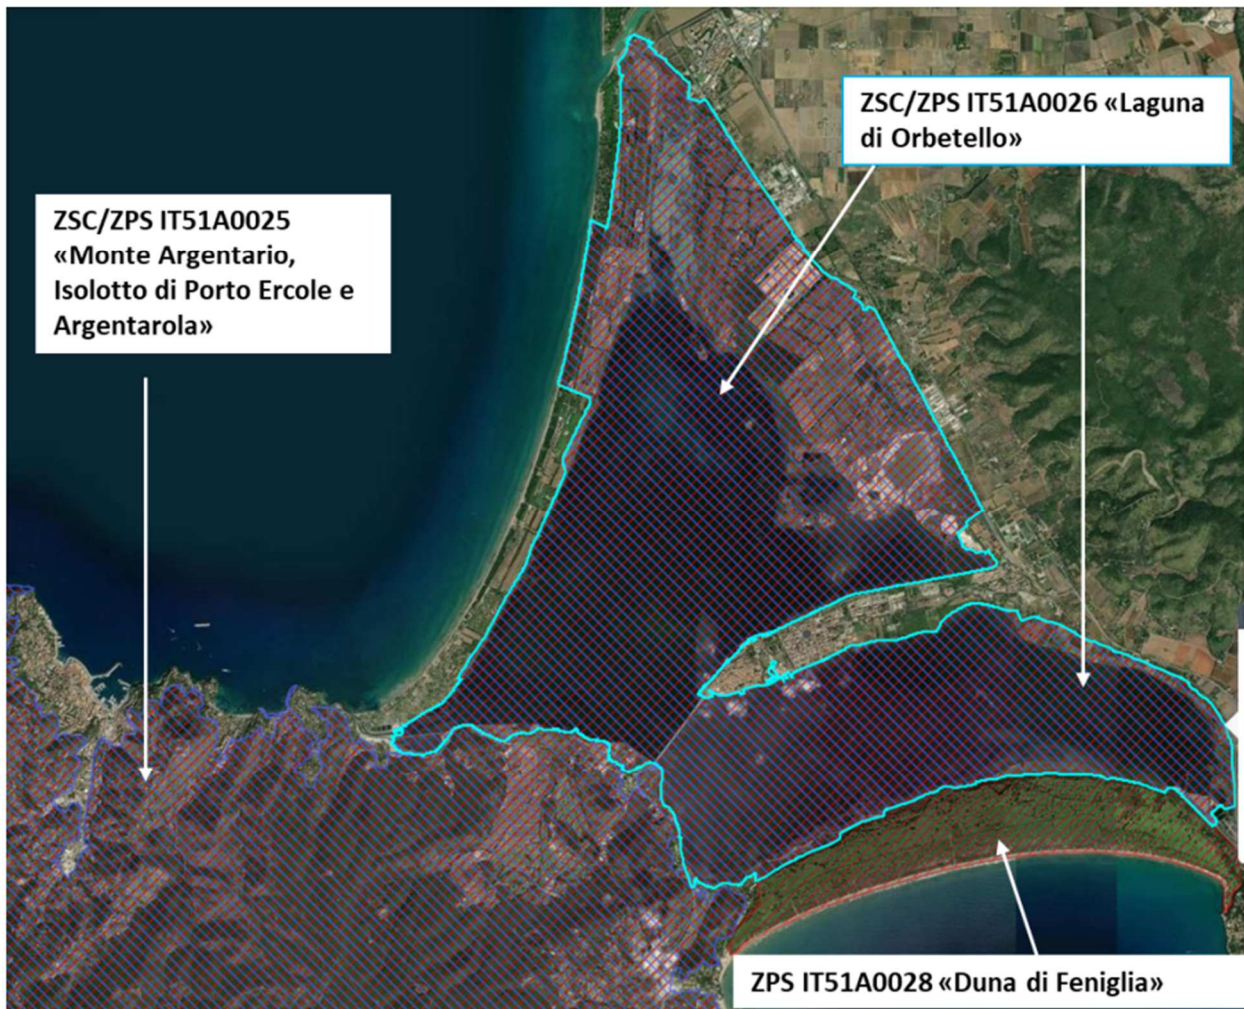 ZSC/ZPS IT51A0026 «Laguna
di Orbetello»
ZSC/ZPS IT51A0025
«Monte Argentario,
Isolotto di Porto Ercole e
Argentarola»
ZPS IT51A0028 «Duna di Feniglia»